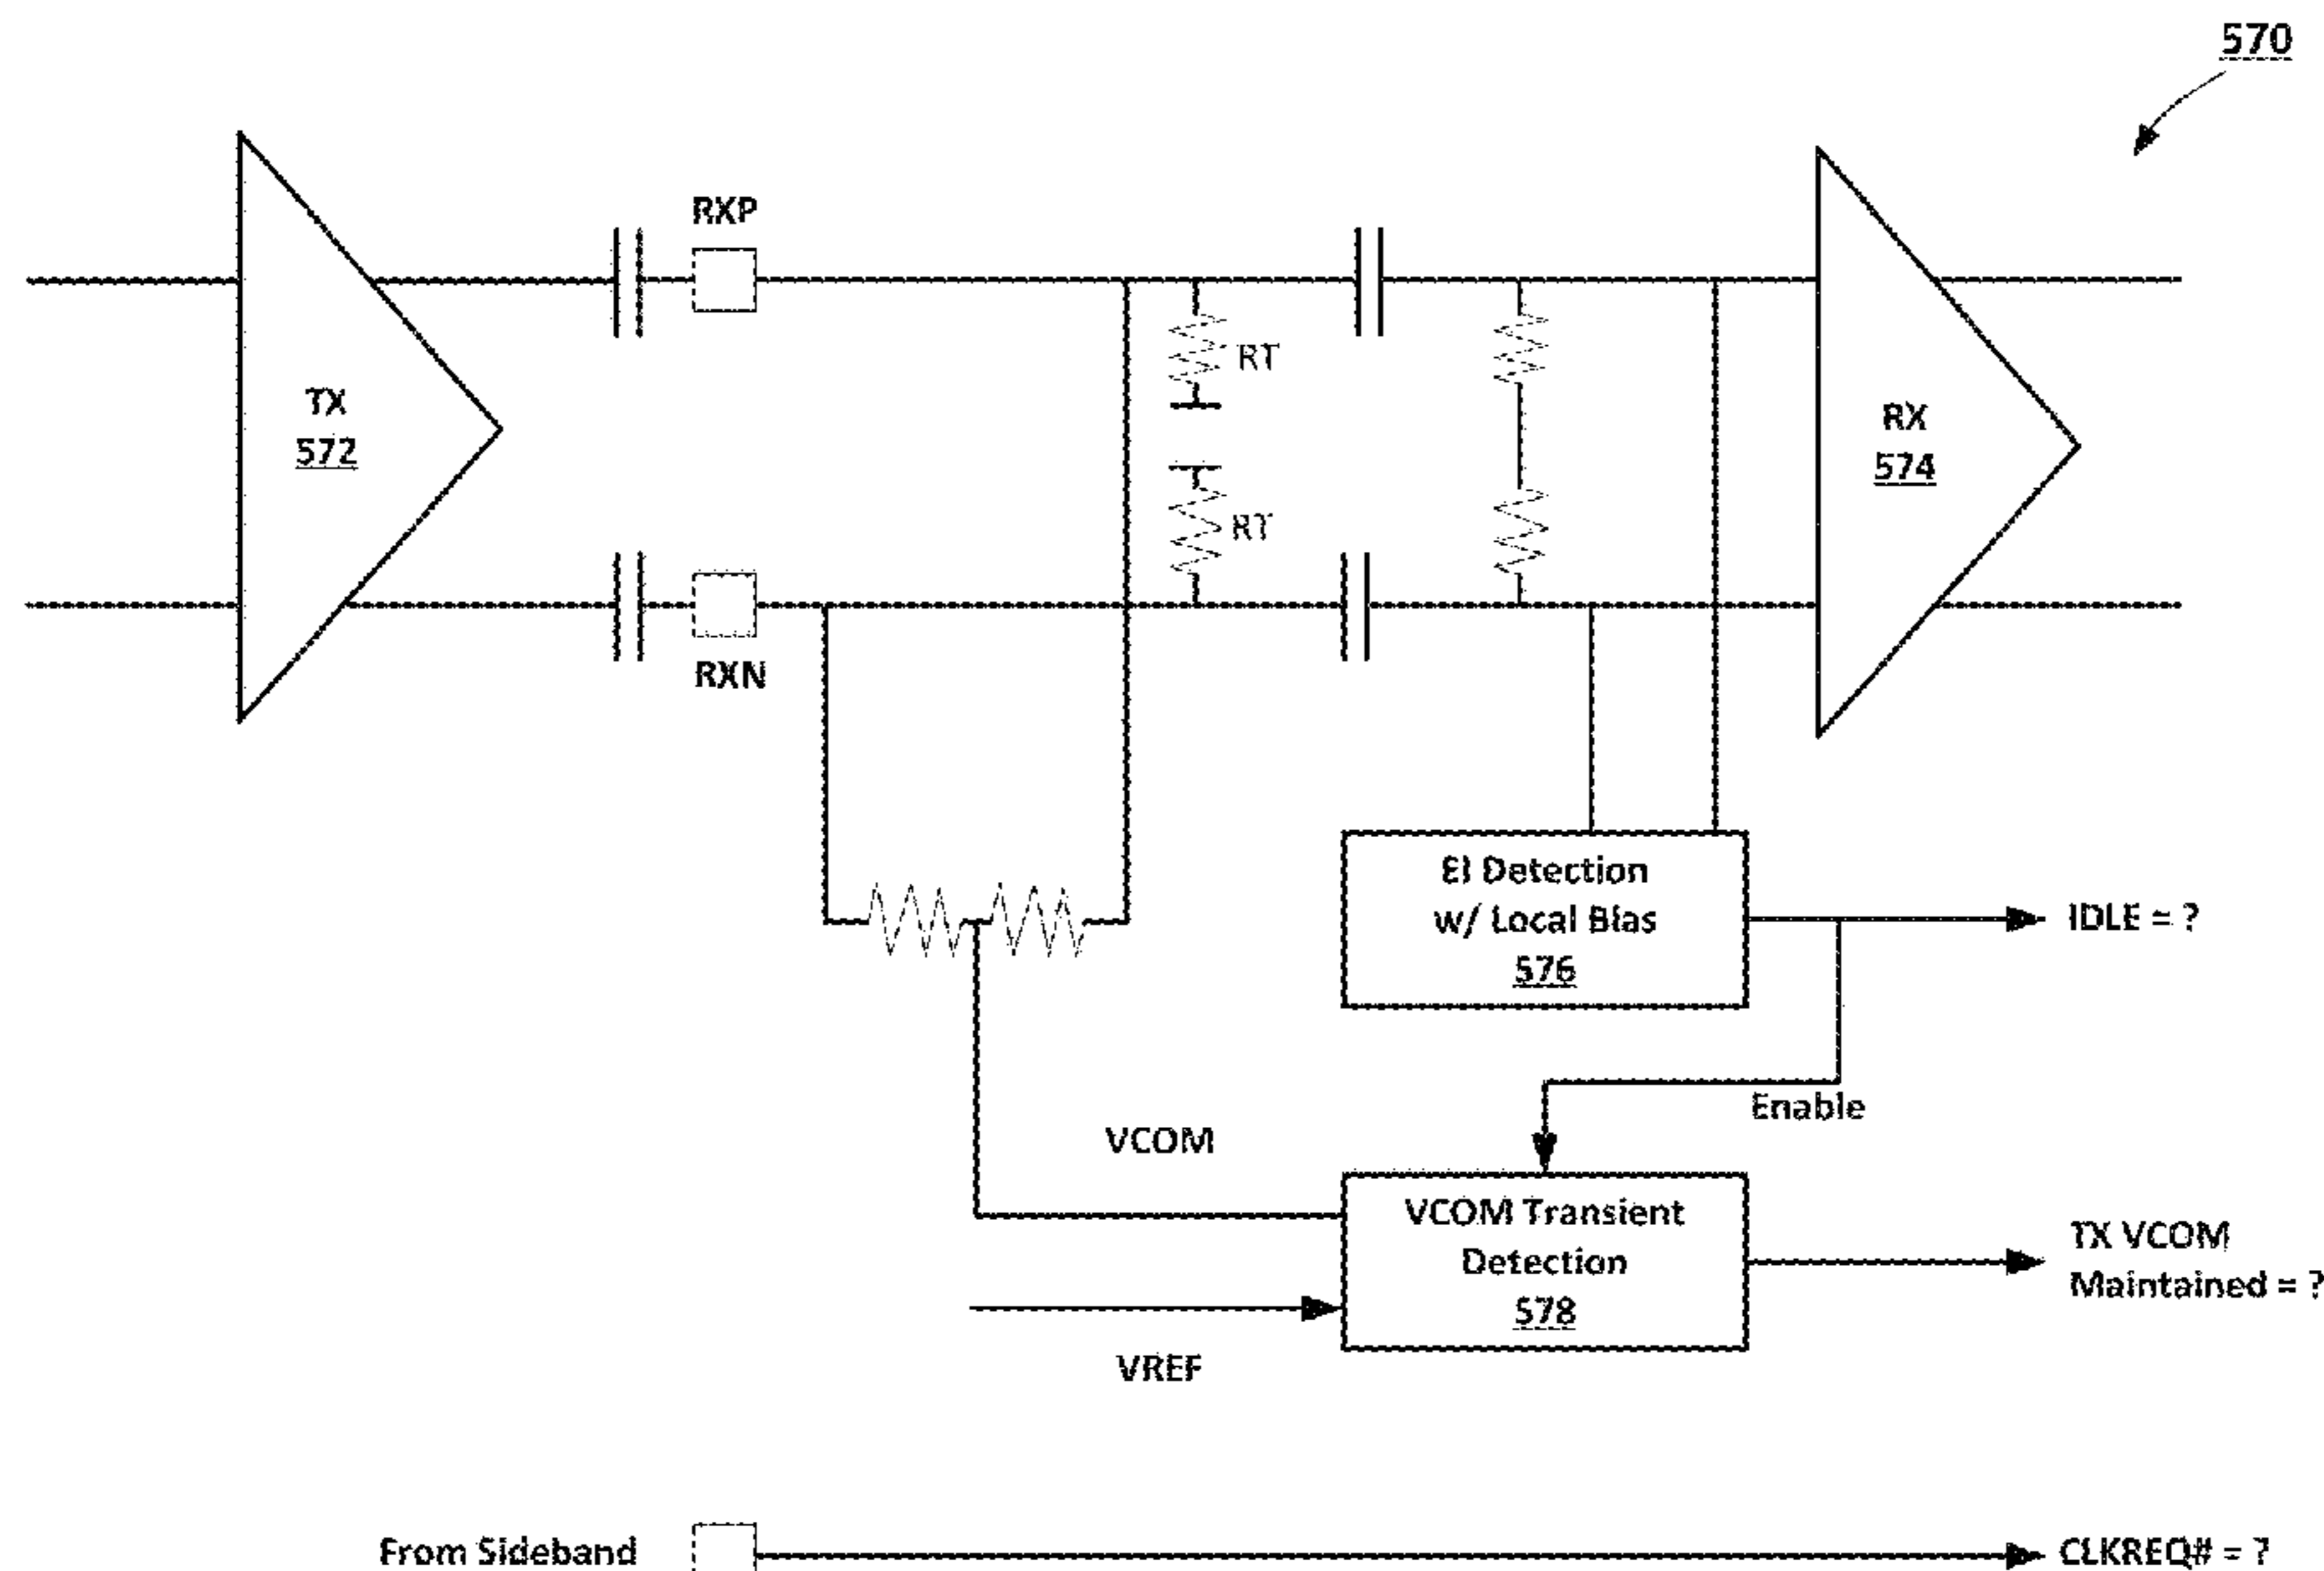 570
RXP
TX
572
RT
RX
574
RT
RXN
EI Detection
w/ Local Bias
576
IDLE = ?
Enable
VCOM
VCOM Transient
Detection
578
TX VCOM
Maintained = ?
VREF
From Sideband
CLKREQ# = ?